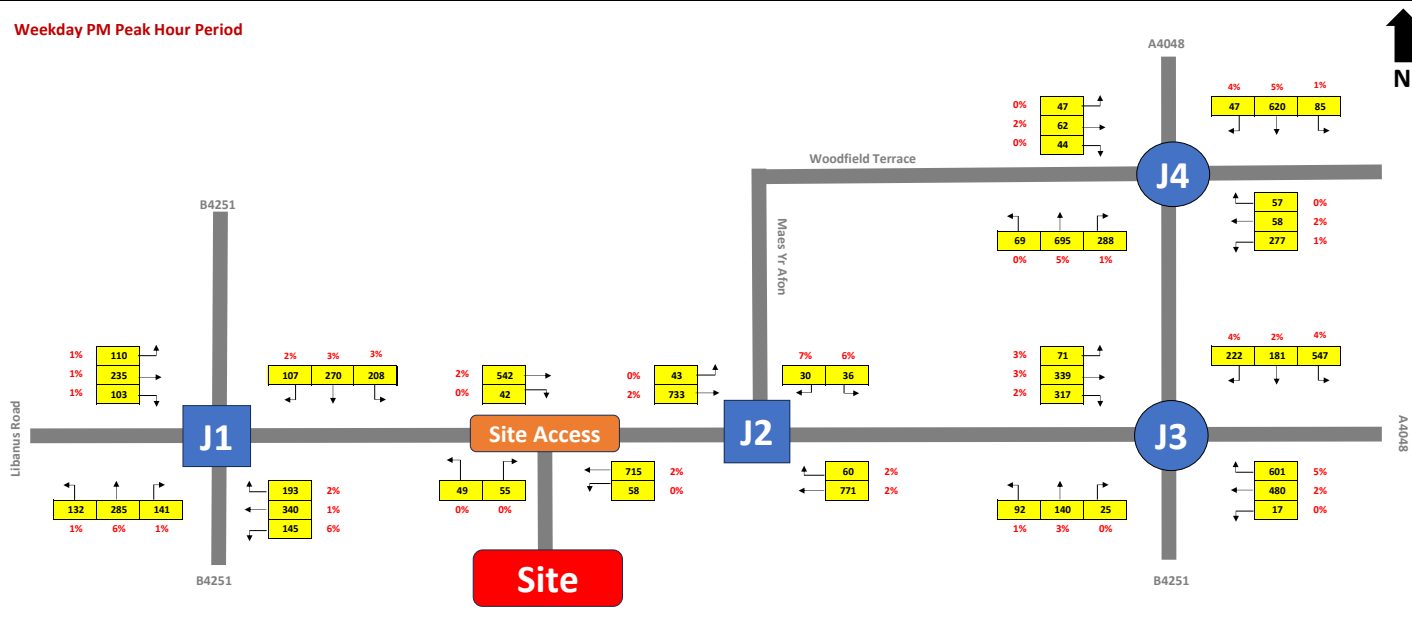 Weekday PM Peak Hour Period
A4048
N
4% 5% 1%
47 620 85
0% 47
2% 62
0% 44
Woodfield Terrace
J4
57 0%
58 2%
277 1%
69 695 288
0% 5% 1%
B4251
Maes Yr Afon
1% 110
1% 235
1% 103
2% 3% 3%
107 270 208
2% 542
0% 42
0% 43
2% 733
7% 6%
30 36
3% 71
3% 339
2% 317
4% 2% 4%
222 181 547
Libanus Road
J1
Site Access
J2
J3
A4048
132 285 141
1% 6% 1%
193 2%
340 1%
145 6%
49 55
0% 0%
715 2%
58 0%
60 2%
771 2%
92 140 25
1% 3% 0%
601 5%
480 2%
17 0%
B4251
Site
B4251